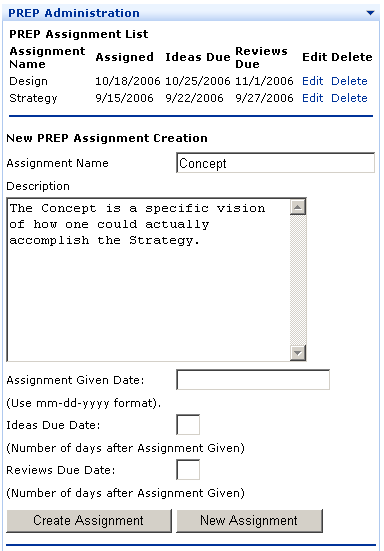 PREP Administration
PREP Assignment List
Assignment Name Assigned Ideas Due Reviews Due Edit Delete
Design 10/18/2006 10/25/2006 11/1/2006 Edit Delete
Strategy 9/15/2006 9/22/2006 9/27/2006 Edit Delete
New PREP Assignment Creation
Assignment Name Concept
Description
The Concept is a specific vision
of how one could actually
accomplish the Strategy.
Assignment Given Date:
(Use mm-dd-yyyy format).
Ideas Due Date:
(Number of days after Assignment Given)
Reviews Due Date:
(Number of days after Assignment Given)
Create Assignment New Assignment